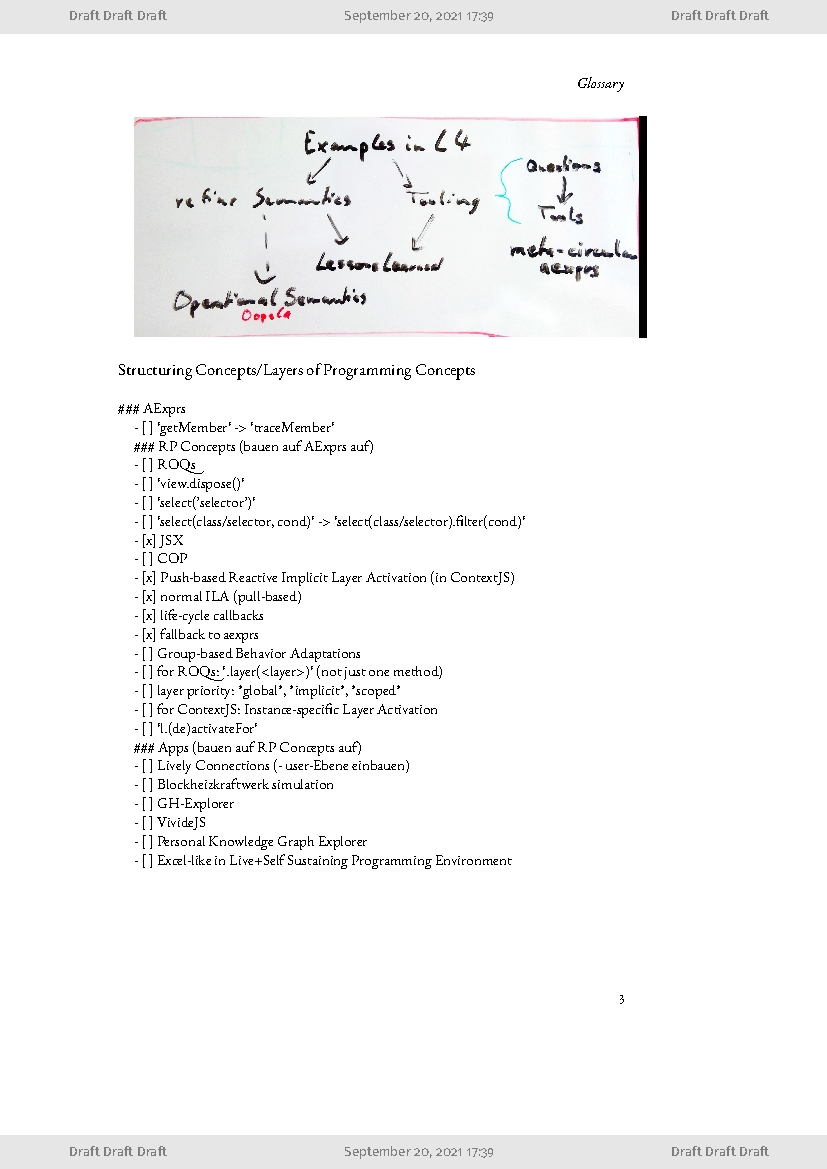 Draft Draft Draft September 20, 2021 17:39 Draft Draft Draft
Glossary
Examples in L4
refine Semantics Tooling
Lessons Learned
Operational Semantics
Oopsla
Questions
Tools
meta-circular
aexprs
Structuring Concepts/Layers of Programming Concepts
### AExprs
- [ ] 'getMember' -> 'traceMember'
### RP Concepts (bauen auf AExprs auf)
- [ ] ROQs
- [ ] 'view.dispose()'
- [ ] 'select('selector')'
- [ ] 'select(class/selector, cond)' -> 'select(class/selector).filter(cond)'
- [x] JSX
- [ ] COP
- [x] Push-based Reactive Implicit Layer Activation (in ContextJS)
- [x] normal ILA (pull-based)
- [x] life-cycle callbacks
- [x] fallback to aexprs
- [ ] Group-based Behavior Adaptations
- [ ] for ROQs: '.layer(<layer>)' (not just one method)
- [ ] layer priority: *global*, *implicit*, *scoped*
- [ ] for ContextJS: Instance-specific Layer Activation
- [ ] 'l.(de)activateFor'
### Apps (bauen auf RP Concepts auf)
- [ ] Lively Connections (- user-Ebene einbauen)
- [ ] Blockheizkraftwerk simulation
- [ ] GH-Explorer
- [ ] VivideJS
- [ ] Personal Knowledge Graph Explorer
- [ ] Excel-like in Live+Self Sustaining Programming Environment
3
Draft Draft Draft September 20, 2021 17:39 Draft Draft Draft